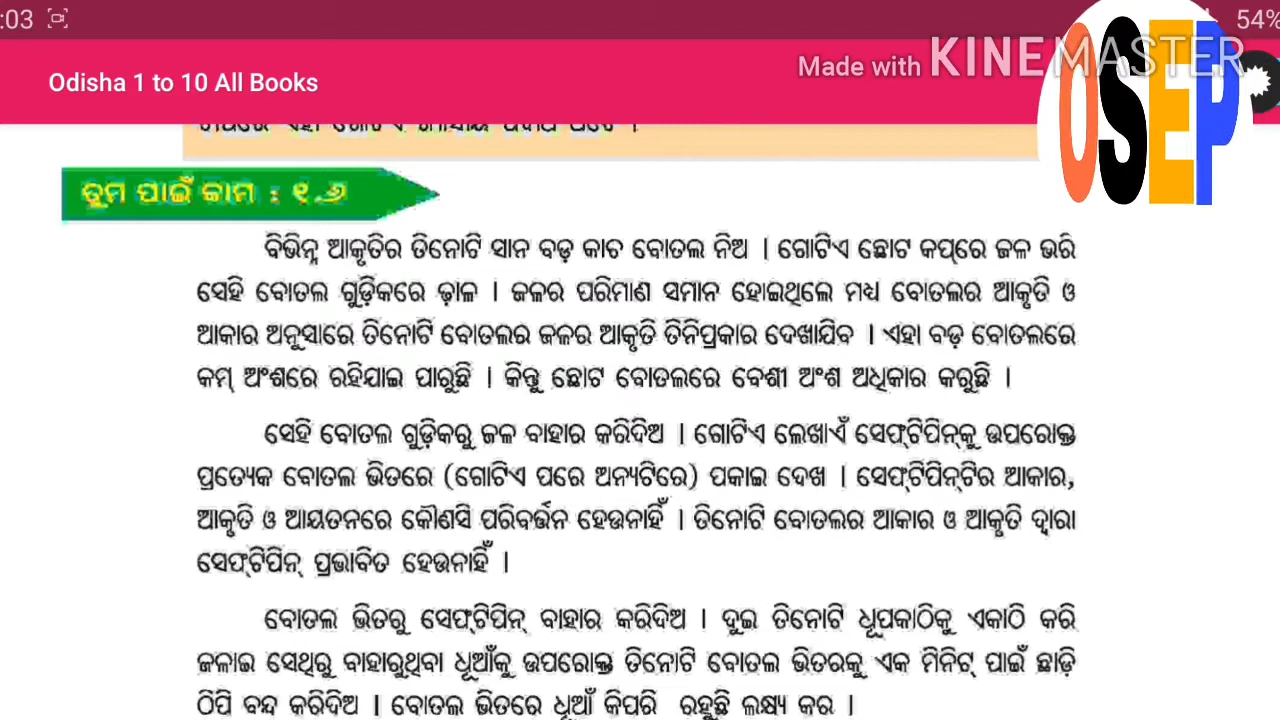 :03 54%
Made with KINEMASTER
Odisha 1 to 10 All Books
OSEP
ତୁମ ପାଇଁ କାମ : ୧.୬
ବିଭିନ୍ନ ଆକୃତିର ତିନୋଟି ସାନ ବଡ଼ କାଚ ବୋତଲ ନିଅ । ଗୋଟିଏ ଛୋଟ କପ୍‌ରେ ଜଳ ଭରି
ସେହି ବୋତଲ ଗୁଡ଼ିକରେ ଢ଼ାଳ । ଜଳର ପରିମାଣ ସମାନ ହୋଇଥିଲେ ମଧ୍ୟ ବୋତଲର ଆକୃତି ଓ
ଆକାର ଅନୁସାରେ ତିନୋଟି ବୋତଲର ଜଳର ଆକୃତି ତିନିପ୍ରକାର ଦେଖାଯିବ । ଏହା ବଡ଼ ବୋତଲରେ
କମ୍ ଅଂଶରେ ରହିଯାଇ ପାରୁଛି । କିନ୍ତୁ ଛୋଟ ବୋତଲରେ ବେଶୀ ଅଂଶ ଅଧିକାର କରୁଛି ।
ସେହି ବୋତଲ ଗୁଡ଼ିକରୁ ଜଳ ବାହାର କରିଦିଅ । ଗୋଟିଏ ଲେଖାଏଁ ସେଫ୍‌ଟିପିନ୍‌କୁ ଉପରୋକ୍ତ
ପ୍ରତ୍ୟେକ ବୋତଲ ଭିତରେ (ଗୋଟିଏ ପରେ ଅନ୍ୟଟିରେ) ପକାଇ ଦେଖ । ସେଫ୍‌ଟିପିନ୍‌ଟିର ଆକାର,
ଆକୃତି ଓ ଆୟତନରେ କୌଣସି ପରିବର୍ତ୍ତନ ହେଉନାହିଁ । ତିନୋଟି ବୋତଲର ଆକାର ଓ ଆକୃତି ଦ୍ୱାରା
ସେଫ୍‌ଟିପିନ୍ ପ୍ରଭାବିତ ହେଉନାହିଁ ।
ବୋତଲ ଭିତରୁ ସେଫ୍‌ଟିପିନ୍ ବାହାର କରିଦିଅ । ଦୁଇ ତିନୋଟି ଧୂପକାଠିକୁ ଏକାଠି କରି
ଜଳାଇ ସେଥିରୁ ବାହାରୁଥିବା ଧୂଆଁକୁ ଉପରୋକ୍ତ ତିନୋଟି ବୋତଲ ଭିତରକୁ ଏକ ମିନିଟ୍ ପାଇଁ ଛାଡ଼ି
ଠିପି ବନ୍ଦ କରିଦିଅ । ବୋତଲ ଭିତରେ ଧୂଆଁ କିପରି ରହୁଛି ଲକ୍ଷ୍ୟ କର ।